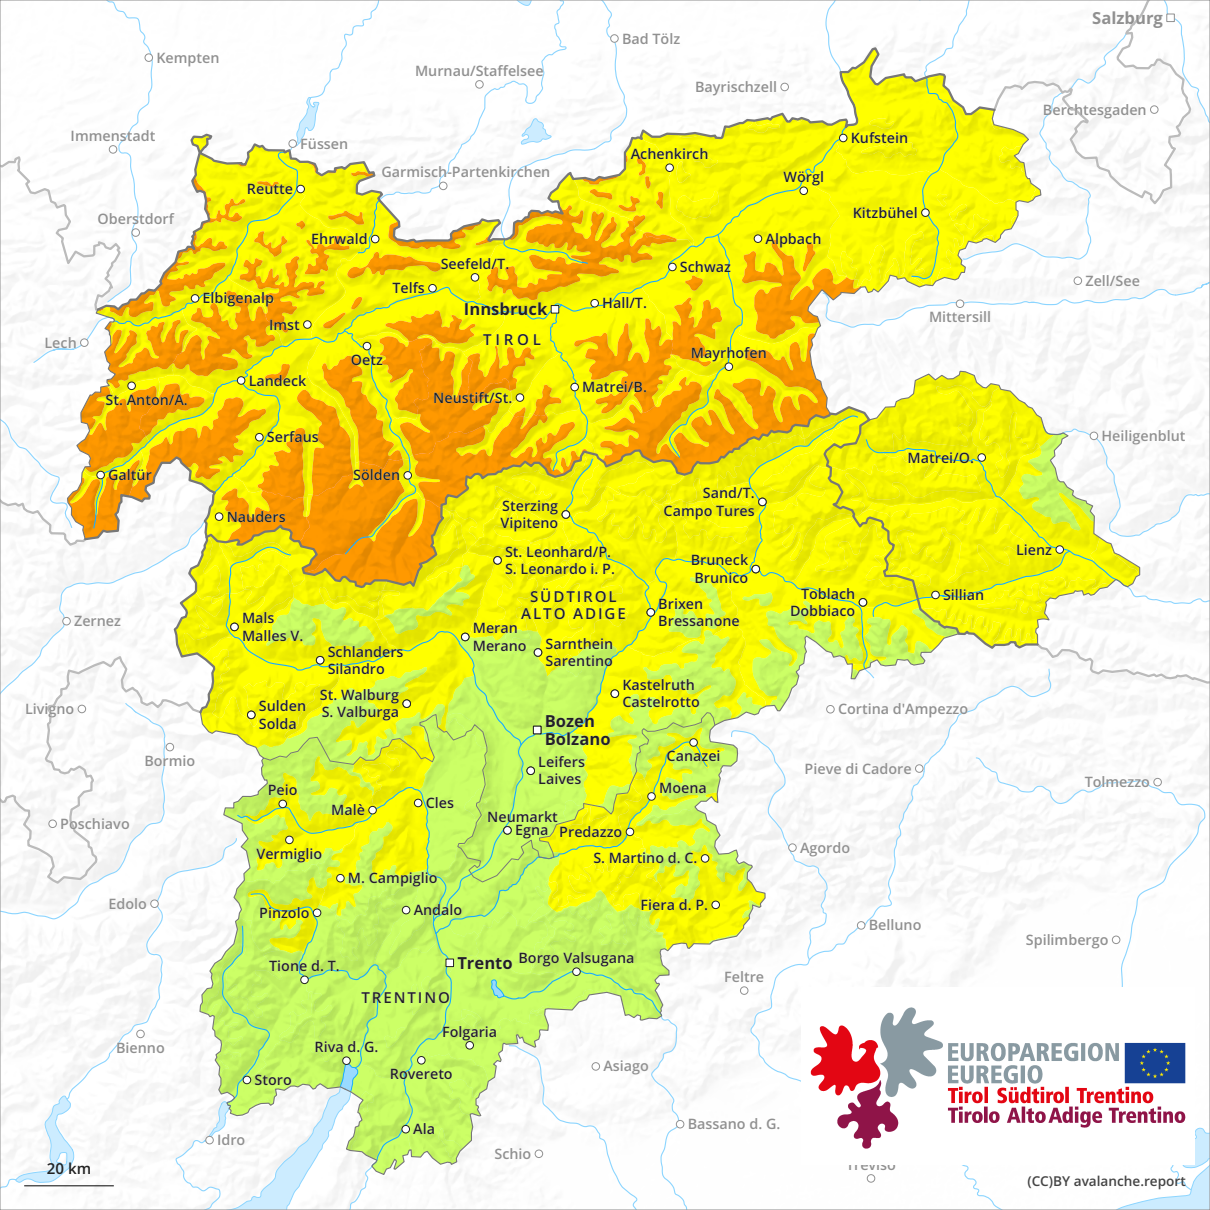 Salzburg
Bad Tölz
Kempten
Murnau/Staffelsee
Bayrischzell
Berchtesgaden
Immenstadt
Füssen
Kufstein
Achenkirch
Garmisch-Partenkirchen
Wörgl
Reutte
Oberstdorf
Kitzbühel
Ehrwald
Alpbach
Seefeld/T.
Schwaz
Zell/See
Telfs
Elbigenalp
Innsbruck
Hall/T.
Mittersill
Imst
TIROL
Lech
Oetz
Mayrhofen
Landeck
Matrei/B.
St. Anton/A.
Neustift/St.
Serfaus
Heiligenblut
Matrei/O.
Galtür
Sölden
Sand/T.
Campo Tures
Sterzing
Vipiteno
Nauders
St. Leonhard/P.
S. Leonardo i. P.
Lienz
Bruneck
Brunico
SÜDTIROL
ALTO ADIGE
Toblach
Dobbiaco
Sillian
Brixen
Bressanone
Zernez
Mals
Malles V.
Meran
Merano
Sarnthein
Sarentino
Schlanders
Silandro
Kastelruth
Castelrotto
St. Walburg
S. Valburga
Livigno
Sulden
Solda
Cortina d'Ampezzo
Bozen
Bolzano
Bormio
Canazei
Leifers
Laives
Pieve di Cadore
Tolmezzo
Peio
Moena
Malè
Cles
Neumarkt
Egna
Predazzo
Poschiavo
Vermiglio
S. Martino d. C.
Agordo
M. Campiglio
Edolo
Pinzolo
Andalo
Fiera d. P.
Belluno
Spilimbergo
Tione d. T.
Trento
Borgo Valsugana
Feltre
TRENTINO
Folgaria
Bienno
Riva d. G.
Rovereto
Asiago
Storo
EUROPAREGION
EUREGIO
Tirol Südtirol Trentino
Tirolo Alto Adige Trentino
Ala
Bassano d. G.
Idro
Schio
Treviso
20 km
(CC)BY avalanche.report